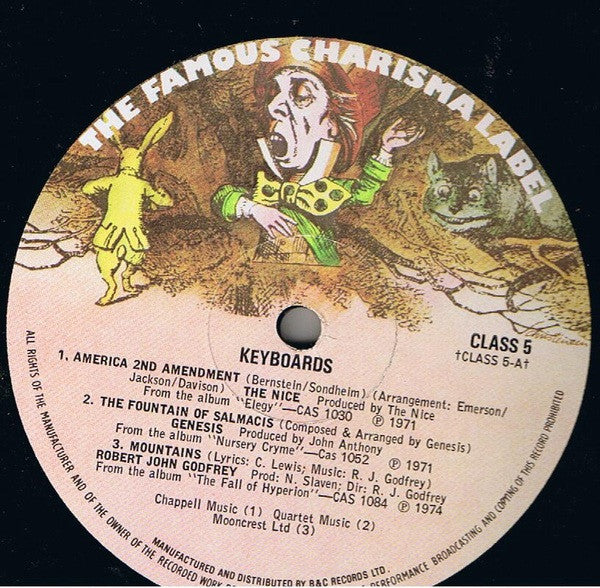 THE FAMOUS CHARISMA LABEL
CLASS 5
†CLASS 5-A†
KEYBOARDS
1. AMERICA 2ND AMENDMENT (Bernstein/Sondheim) (Arrangement: Emerson/
Jackson/Davison) THE NICE Produced by The Nice
From the album "Elegy"—CAS 1030 Ⓟ 1971
2. THE FOUNTAIN OF SALMACIS (Composed & Arranged by Genesis)
GENESIS Produced by John Anthony
From the album "Nursery Cryme"—Cas 1052 Ⓟ 1971
3. MOUNTAINS (Lyrics: C. Lewis; Music: R. J. Godfrey)
ROBERT JOHN GODFREY Prod: N. Slaven; Dir: R. J. Godfrey
From the album "The Fall of Hyperion"—CAS 1084 Ⓟ 1974
Chappell Music (1) Quartet Music (2)
Mooncrest Ltd (3)
MANUFACTURED AND DISTRIBUTED BY B&C RECORDS LTD.
ALL RIGHTS OF THE MANUFACTURER AND OF THE OWNER OF THE RECORDED WORK PERFORMANCE BROADCASTING AND COPYING OF THIS RECORD PROHIBITED